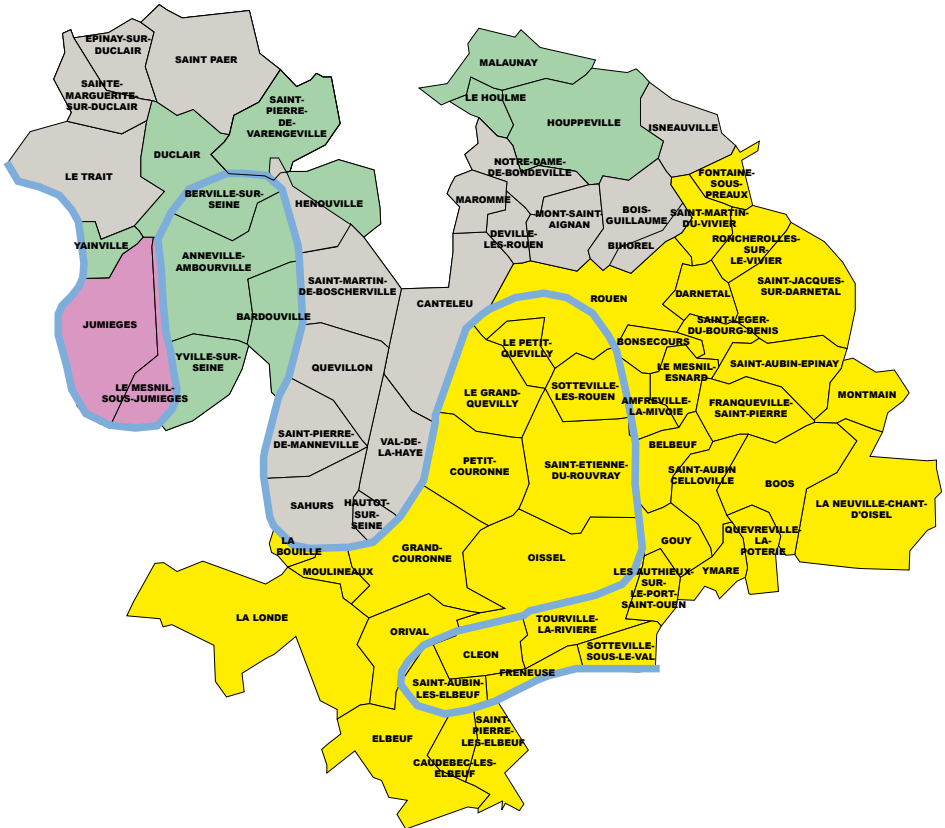 EPINAY-SUR-
DUCLAIR
SAINT PAER
SAINTE-
MARGUERITE-
SUR-DUCLAIR
SAINT-
PIERRE-
DE-
VARENGEVILLE
DUCLAIR
LE TRAIT
BERVILLE-SUR-
SEINE
HENOUVILLE
YAINVILLE
ANNEVILLE-
AMBOURVILLE
SAINT-MARTIN-
DE-BOSCHERVILLE
BARDOUVILLE
JUMIEGES
YVILLE-SUR-
SEINE
LE MESNIL-
SOUS-JUMIEGES
QUEVILLON
CANTELEU
SAINT-PIERRE-
DE-MANNEVILLE
VAL-DE-
LA-HAYE
SAHURS
HAUTOT-
SUR-
SEINE
MALAUNAY
LE HOULME
HOUPPEVILLE
ISNEAUVILLE
NOTRE-DAME-
DE-BONDEVILLE
MAROMME
MONT-SAINT-
AIGNAN
BOIS-
GUILLAUME
DEVILLE-
LES-ROUEN
BIHOREL
FONTAINE-
SOUS-
PREAUX
SAINT-MARTIN-
DU-VIVIER
RONCHEROLLES-
SUR-
LE-VIVIER
ROUEN
DARNETAL
SAINT-JACQUES-
SUR-DARNETAL
SAINT-LEGER-
DU-BOURG-DENIS
BONSECOURS
LE PETIT-
QUEVILLY
LE MESNIL-
ESNARD
SAINT-AUBIN-EPINAY
LE GRAND-
QUEVILLY
SOTTEVILLE-
LES-ROUEN
AMFREVILLE-
LA-MIVOIE
FRANQUEVILLE-
SAINT-PIERRE
MONTMAIN
BELBEUF
PETIT-
COURONNE
SAINT-ETIENNE-
DU-ROUVRAY
SAINT-AUBIN
CELLOVILLE
BOOS
LA NEUVILLE-CHANT-
D'OISEL
GOUY
QUEVREVILLE-
LA-
POTERIE
LA
BOUILLE
MOULINEAUX
GRAND-
COURONNE
OISSEL
LES AUTHIEUX-
SUR-
LE-PORT-
SAINT-OUEN
YMARE
LA LONDE
ORIVAL
TOURVILLE-
LA-RIVIERE
CLEON
SOTTEVILLE-
SOUS-LE-VAL
FRENEUSE
SAINT-AUBIN-
LES-ELBEUF
ELBEUF
SAINT-
PIERRE-
LES-ELBEUF
CAUDEBEC-LES-
ELBEUF